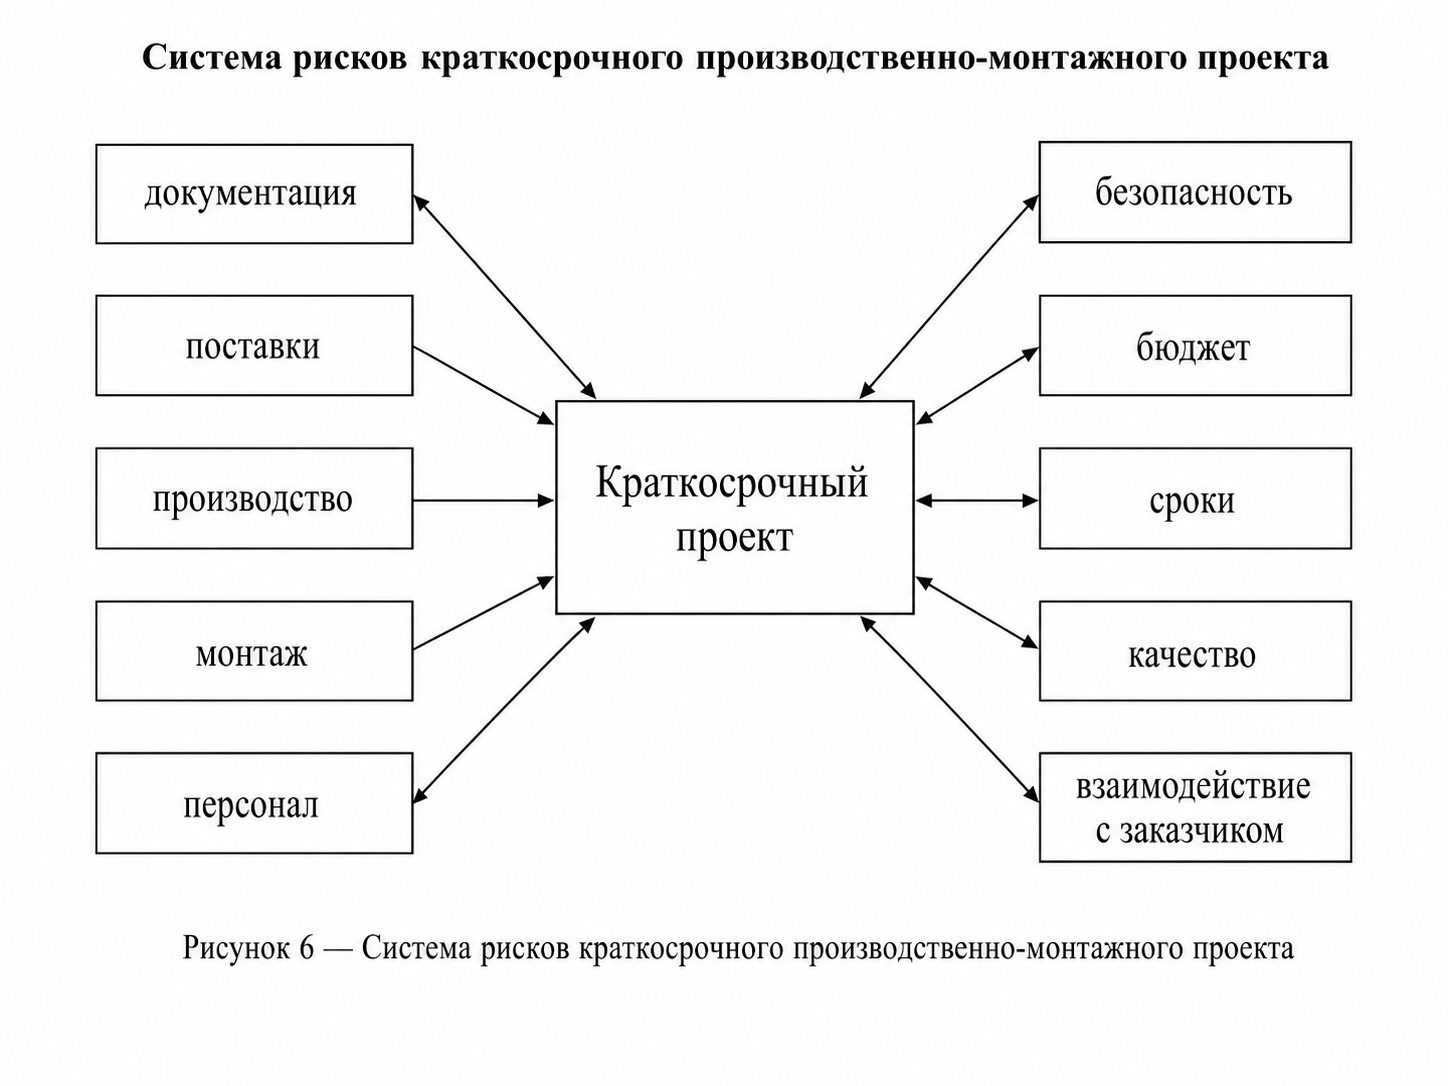 Система рисков краткосрочного производственно-монтажного проекта
документация
поставки
производство
монтаж
персонал
Краткосрочный
проект
безопасность
бюджет
сроки
качество
взаимодействие
с заказчиком
Рисунок 6 — Система рисков краткосрочного производственно-монтажного проекта